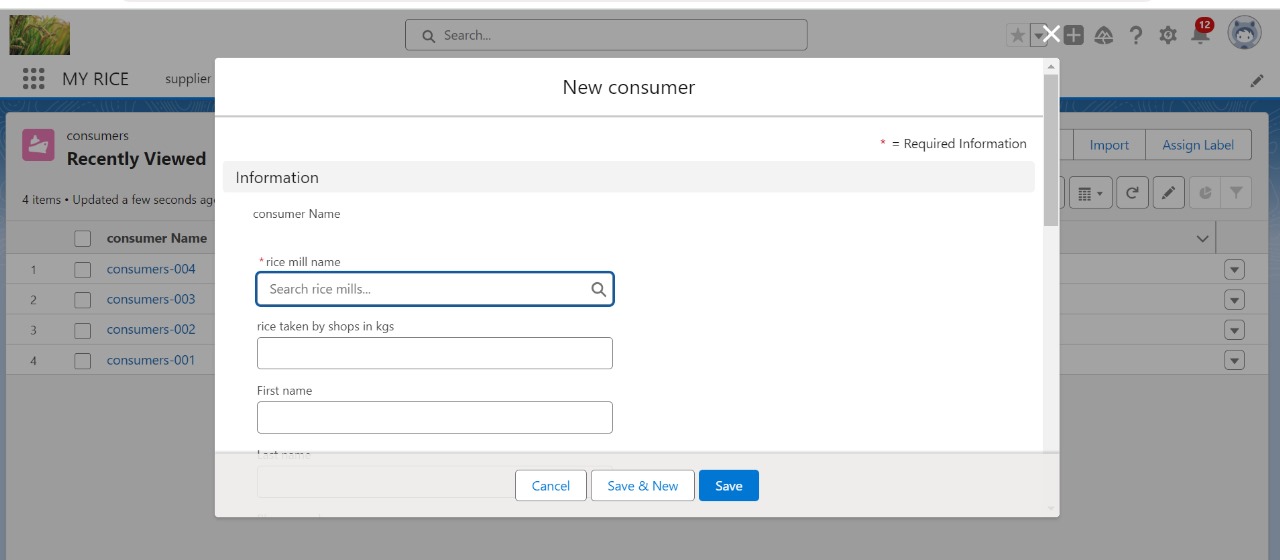 Search...
12
MY RICE
supplier
New consumer
* = Required Information
Information
consumer Name
* rice mill name
Search rice mills...
rice taken by shops in kgs
First name
Last name
Cancel
Save & New
Save
consumers
Recently Viewed
4 items • Updated a few seconds ag
Import
Assign Label
consumer Name
1 consumers-004
2 consumers-003
3 consumers-002
4 consumers-001